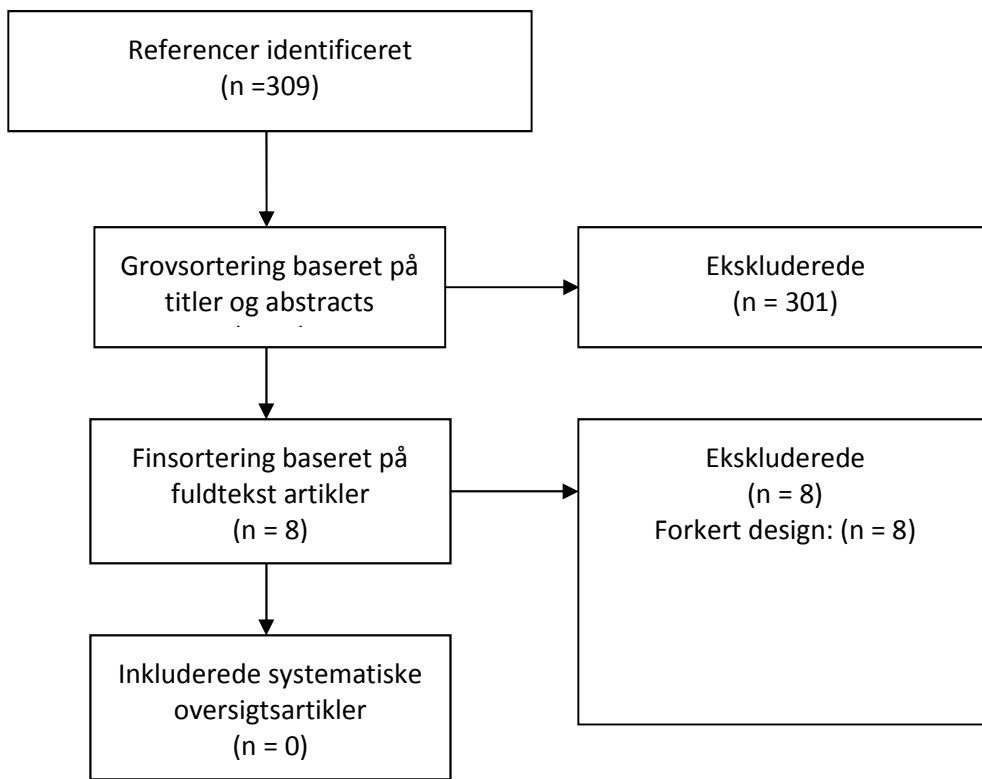 Referencer identificeret
(n =309)
Grovsortering baseret på
titler og abstracts
Ekskluderede
(n = 301)
Finsortering baseret på
fuldtekst artikler
(n = 8)
Ekskluderede
(n = 8)
Forkert design: (n = 8)
Inkluderede systematiske
oversigtsartikler
(n = 0)